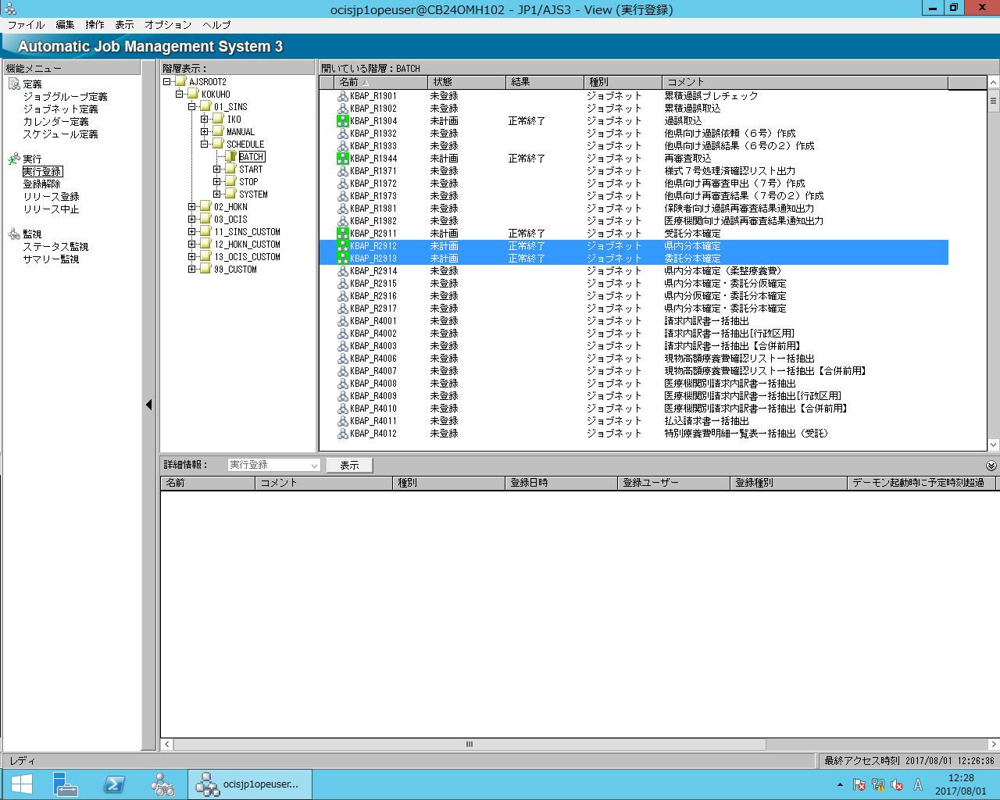 ocisjp1opeuser@CB24OMH102 - JP1/AJS3 - View (実行登録)
ファイル 編集 操作 表示 オプション ヘルプ
Automatic Job Management System 3
機能メニュー
定義
ジョブグループ定義
ジョブネット定義
カレンダー定義
スケジュール定義
実行
実行登録
登録解除
リリース登録
リリース中止
監視
ステータス監視
サマリー監視
階層表示：
AJSROOT2
KOKUHO
01_SINS
IKO
MANUAL
SCHEDULE
BATCH
START
STOP
SYSTEM
02_HOKN
03_OCIS
11_SINS_CUSTOM
12_HOKN_CUSTOM
13_OCIS_CUSTOM
99_CUSTOM
開いている階層：BATCH
名前 状態 結果 種別 コメント
KBAP_R1901 未登録 ジョブネット 累積過誤プレチェック
KBAP_R1902 未登録 ジョブネット 累積過誤取込
KBAP_R1904 未計画 正常終了 ジョブネット 過誤取込
KBAP_R1932 未登録 ジョブネット 他県向け過誤依頼（６号）作成
KBAP_R1933 未登録 ジョブネット 他県向け過誤結果（６号の２）作成
KBAP_R1944 未計画 正常終了 ジョブネット 再審査取込
KBAP_R1971 未登録 ジョブネット 様式７号処理済確認リスト出力
KBAP_R1972 未登録 ジョブネット 他県向け再審査申出（７号）作成
KBAP_R1973 未登録 ジョブネット 他県向け再審査結果（７号の２）作成
KBAP_R1981 未登録 ジョブネット 保険者向け過誤再審査結果通知出力
KBAP_R1982 未登録 ジョブネット 医療機関向け過誤再審査結果通知出力
KBAP_R2911 未計画 正常終了 ジョブネット 受託分本確定
KBAP_R2912 未計画 正常終了 ジョブネット 県内分本確定
KBAP_R2913 未計画 正常終了 ジョブネット 委託分本確定
KBAP_R2914 未登録 ジョブネット 県内分本確定（柔整療養費）
KBAP_R2915 未登録 ジョブネット 県内分本確定・委託分仮確定
KBAP_R2916 未登録 ジョブネット 県内分仮確定・委託分本確定
KBAP_R2917 未登録 ジョブネット 県内分本確定・委託分本確定
KBAP_R4001 未登録 ジョブネット 請求内訳書一括抽出
KBAP_R4002 未登録 ジョブネット 請求内訳書一括抽出[行政区用]
KBAP_R4003 未登録 ジョブネット 請求内訳書一括抽出【合併前用】
KBAP_R4006 未登録 ジョブネット 現物高額療養費確認リスト一括抽出
KBAP_R4007 未登録 ジョブネット 現物高額療養費確認リスト一括抽出【合併前用】
KBAP_R4008 未登録 ジョブネット 医療機関別請求内訳書一括抽出
KBAP_R4009 未登録 ジョブネット 医療機関別請求内訳書一括抽出[行政区用]
KBAP_R4010 未登録 ジョブネット 医療機関別請求内訳書一括抽出【合併前用】
KBAP_R4011 未登録 ジョブネット 払込請求書一括抽出
KBAP_R4012 未登録 ジョブネット 特別療養費明細一覧表一括抽出（受託）
詳細情報： 実行登録 表示
名前 コメント 種別 登録日時 登録ユーザー 登録種別 デーモン起動時に予定時刻超過
レディ
最終アクセス時刻 2017/08/01 12:26:36
ocisjp1opeuser...
A
12:28
2017/08/01